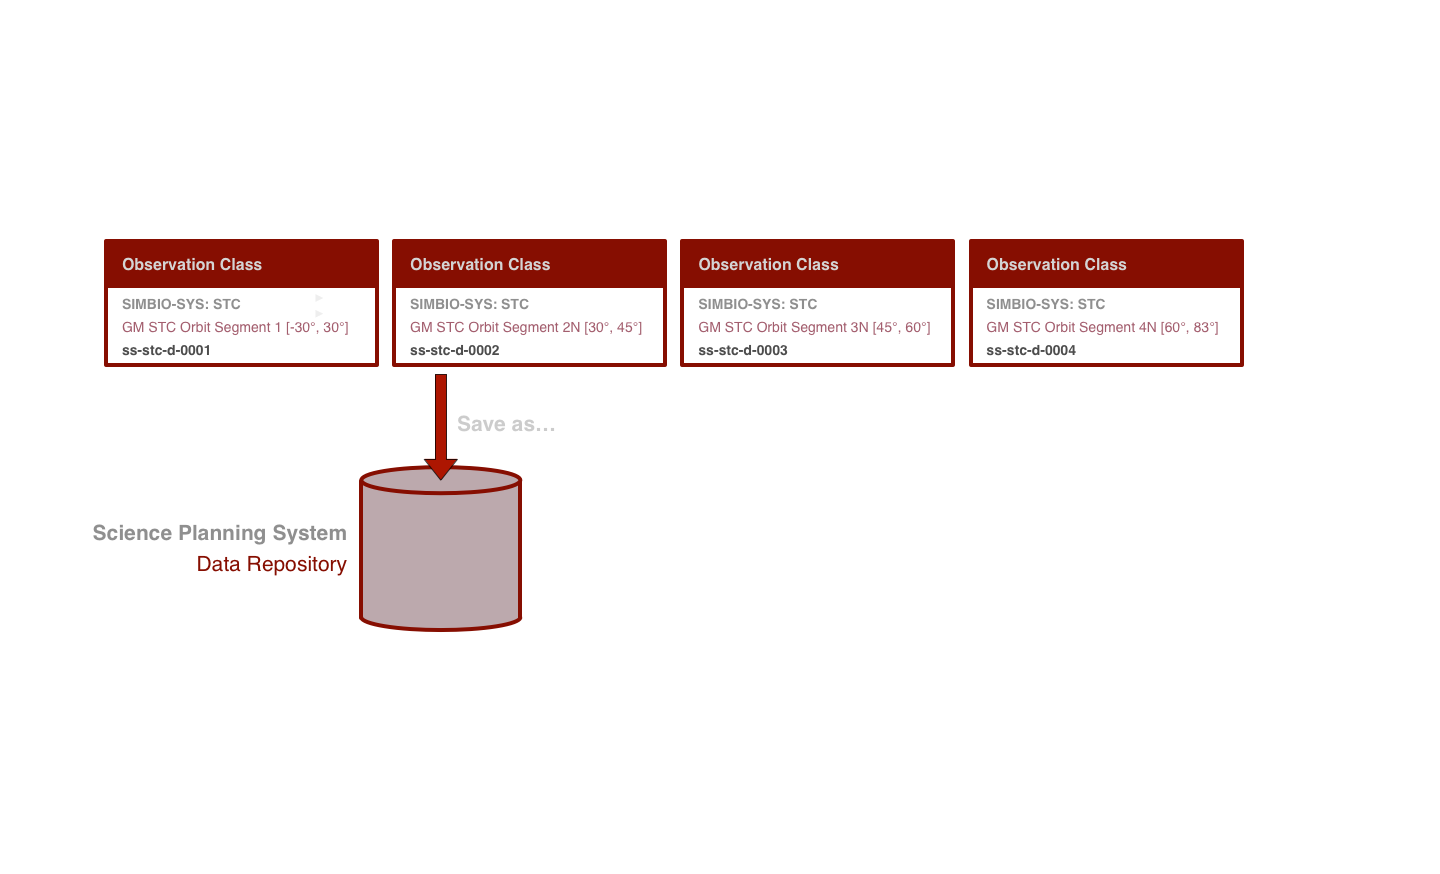 Observation Class
SIMBIO-SYS: STC
GM STC Orbit Segment 1 [-30°, 30°]
ss-stc-d-0001
Observation Class
SIMBIO-SYS: STC
GM STC Orbit Segment 2N [30°, 45°]
ss-stc-d-0002
Observation Class
SIMBIO-SYS: STC
GM STC Orbit Segment 3N [45°, 60°]
ss-stc-d-0003
Observation Class
SIMBIO-SYS: STC
GM STC Orbit Segment 4N [60°, 83°]
ss-stc-d-0004
Save as…
Science Planning System
Data Repository